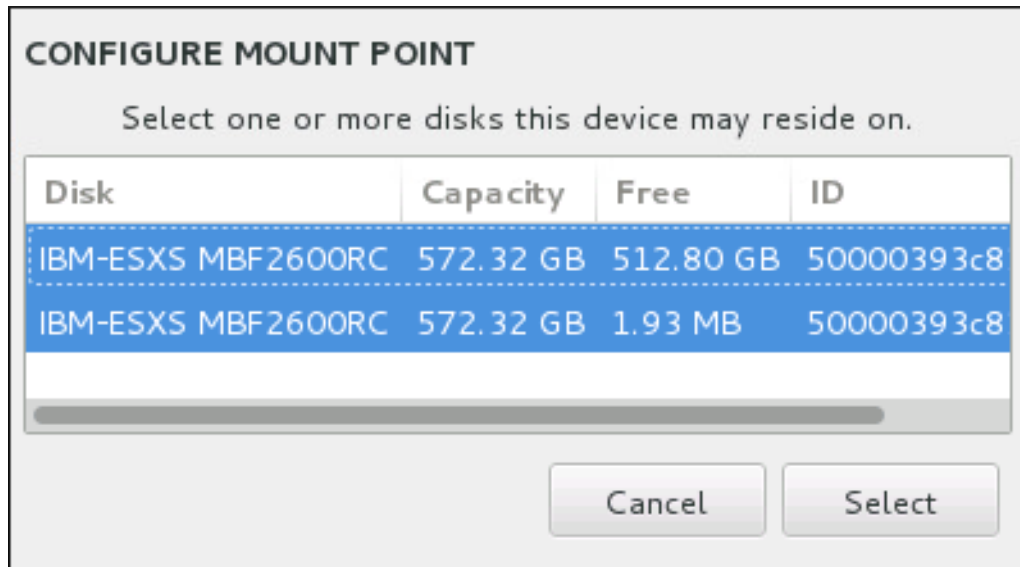 CONFIGURE MOUNT POINT
Select one or more disks this device may reside on.
Disk Capacity Free ID
IBM-ESXS MBF2600RC 572.32 GB 512.80 GB 50000393c8
IBM-ESXS MBF2600RC 572.32 GB 1.93 MB 50000393c8
Cancel Select